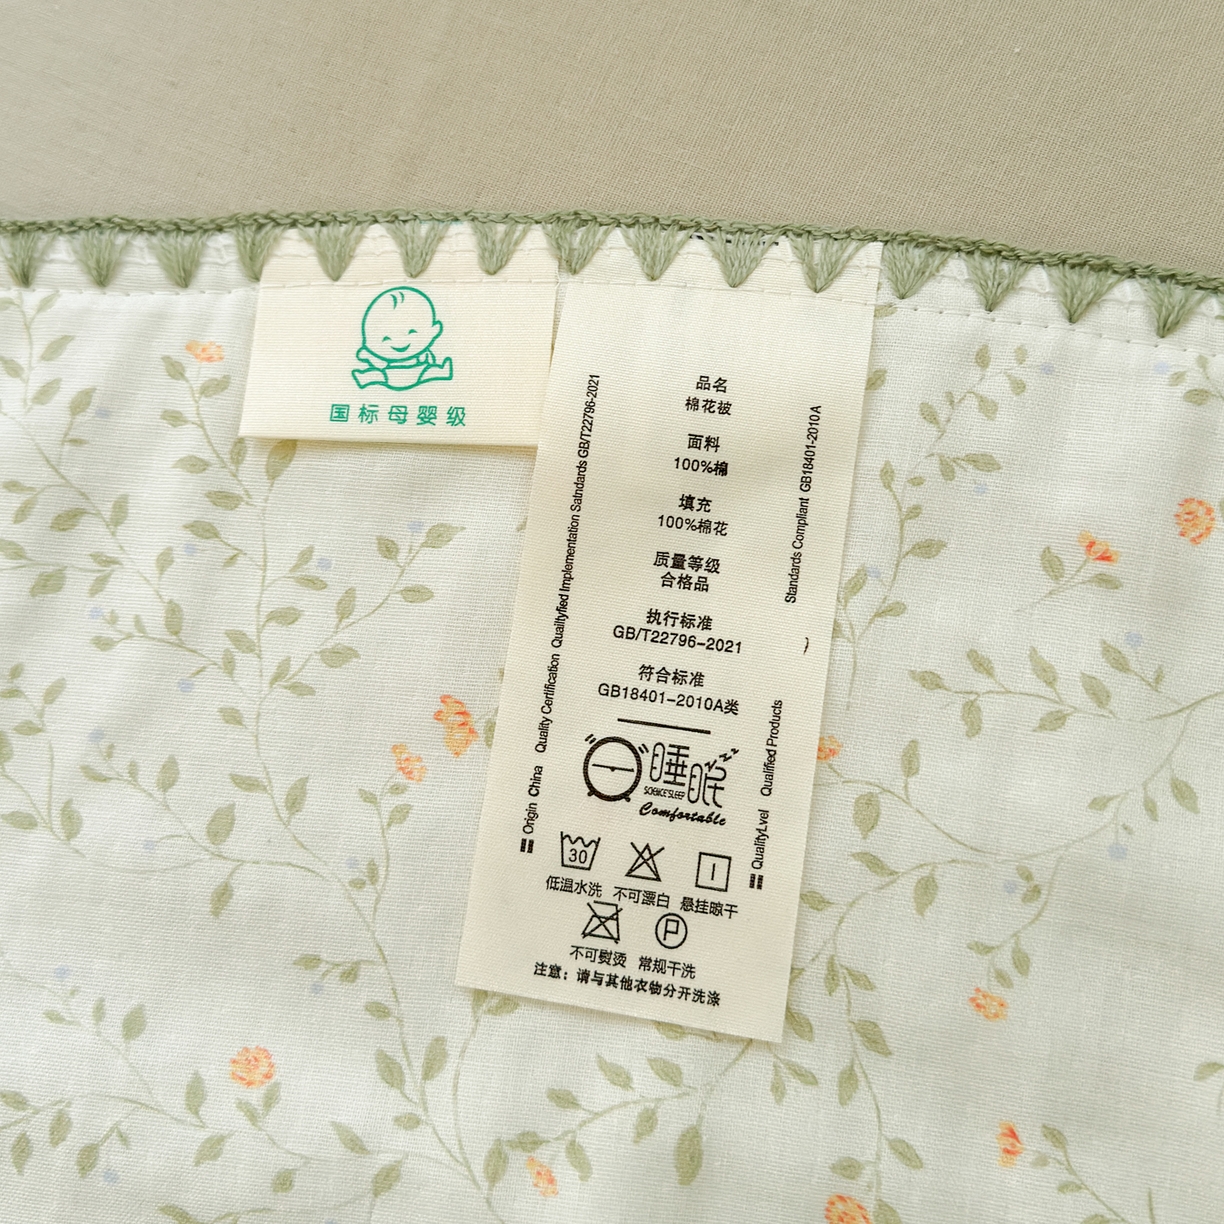 国标母婴级
品名
棉花被
面料
100%棉
填充
100%棉花
质量等级
合格品
执行标准
GB/T22796-2021
符合标准
GB18401-2010A类
睡眠
SCIENCE'SLEEP
Comfortable
30
低温水洗 不可漂白 悬挂晾干
P
不可熨烫 常规干洗
注意：请与其他衣物分开洗涤
Origin China Quality Certification Quailtyfied Implementation Satndards GB/T22796-2021
QualityLvel Qualified Products Standards Compliant GB18401-2010A